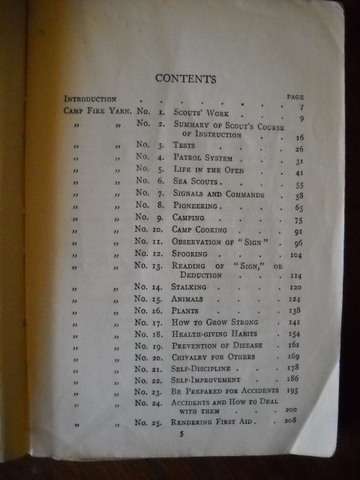 CONTENTS
PAGE
INTRODUCTION . . . . . . 7
CAMP FIRE YARN. No. 1. SCOUTS' WORK . . . 9
„ „ No. 2. SUMMARY OF SCOUT'S COURSE
OF INSTRUCTION . . 16
„ „ No. 3. TESTS . . . . 26
„ „ No. 4. PATROL SYSTEM . . . 31
„ „ No. 5. LIFE IN THE OPEN . . 41
„ „ No. 6. SEA SCOUTS . . . . 55
„ „ No. 7. SIGNALS AND COMMANDS . 58
„ „ No. 8. PIONEERING . . . . 65
„ „ No. 9. CAMPING . . . . 75
„ „ No. 10. CAMP COOKING . . . 91
„ „ No. 11. OBSERVATION OF "SIGN" . 96
„ „ No. 12. SPOORING . . . . 104
„ „ No. 13. READING OF "SIGN," OR
DEDUCTION . . . 114
„ „ No. 14. STALKING . . . . 120
„ „ No. 15. ANIMALS . . . . 124
„ „ No. 16. PLANTS . . . . 138
„ „ No. 17. HOW TO GROW STRONG . 141
„ „ No. 18. HEALTH-GIVING HABITS . 154
„ „ No. 19. PREVENTION OF DISEASE . 161
„ „ No. 20. CHIVALRY FOR OTHERS . 169
„ „ No. 21. SELF-DISCIPLINE . . . 178
„ „ No. 22. SELF-IMPROVEMENT . . 186
„ „ No. 23. BE PREPARED FOR ACCIDENTS 195
„ „ No. 24. ACCIDENTS AND HOW TO DEAL
WITH THEM . . . 200
„ „ No. 25. RENDERING FIRST AID . . 208
5